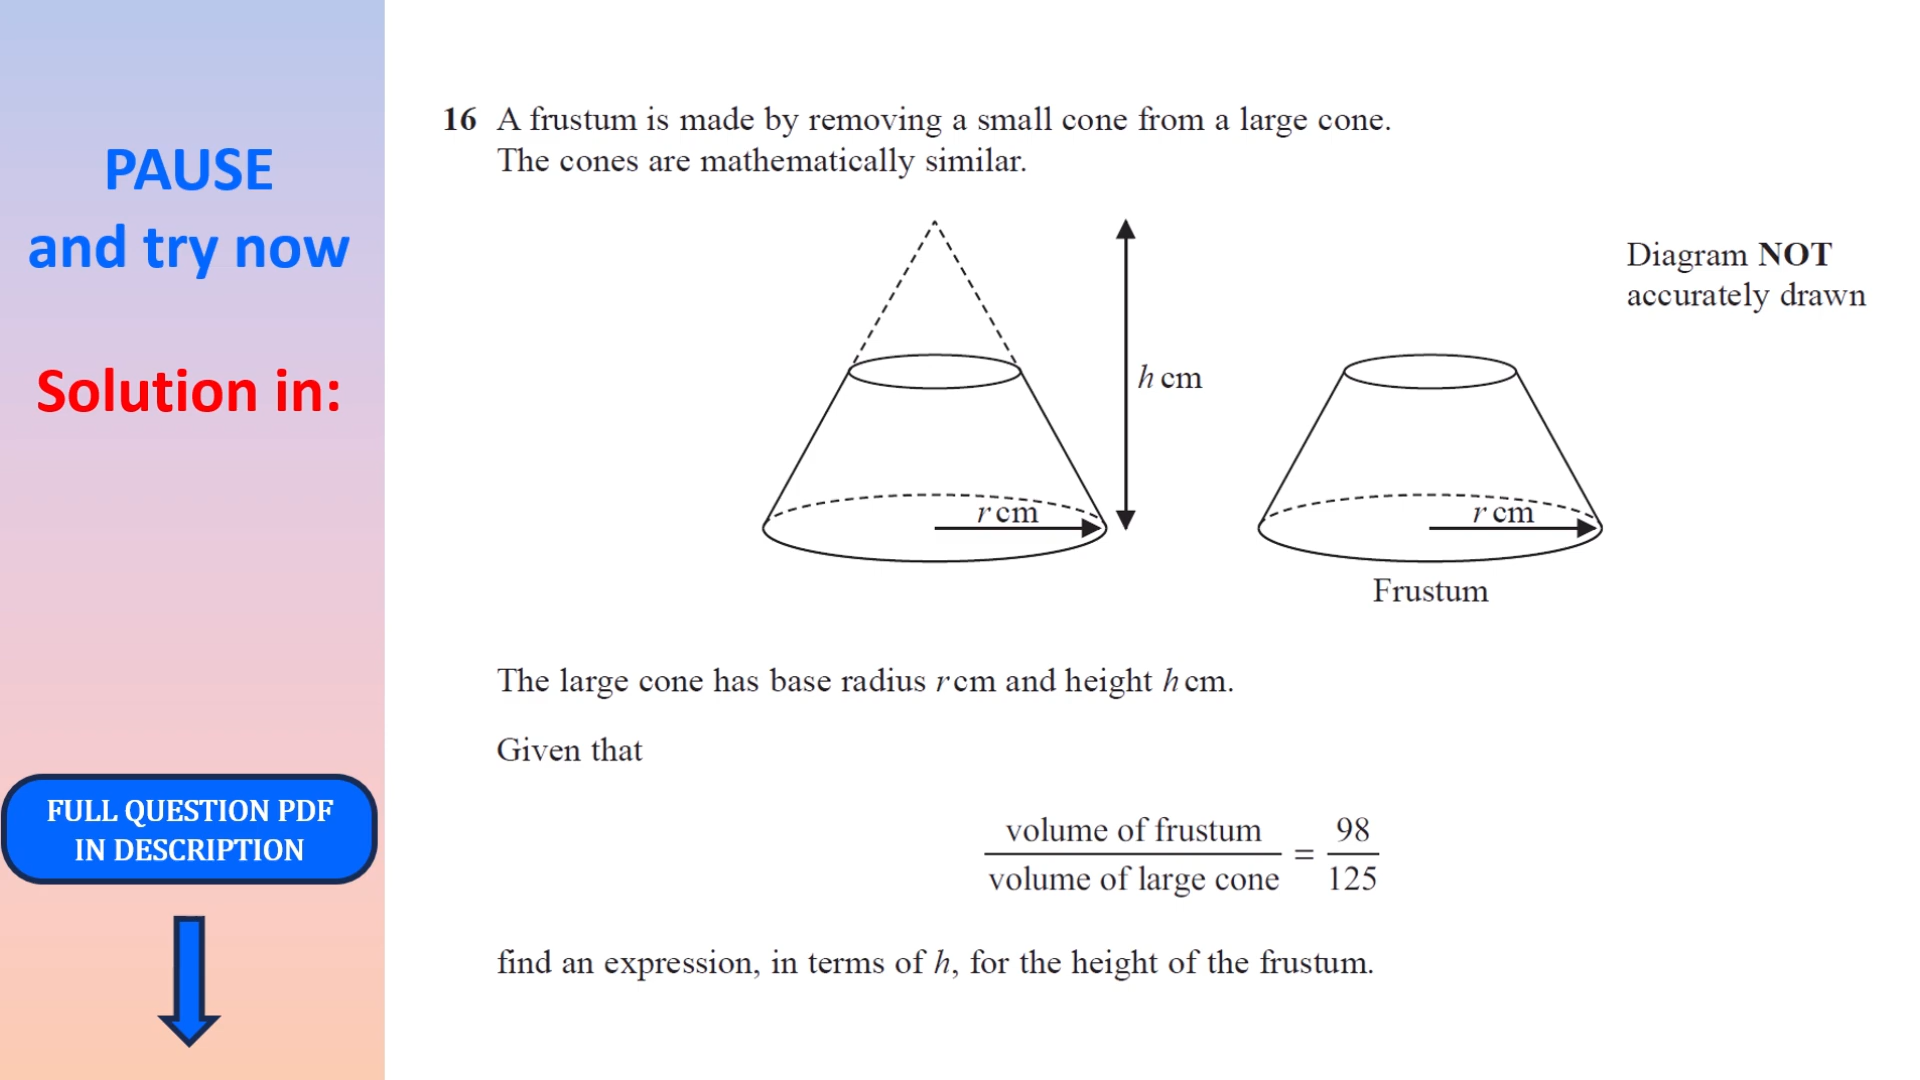 PAUSE
and try now
Solution in:
FULL QUESTION PDF
IN DESCRIPTION
16 A frustum is made by removing a small cone from a large cone.
The cones are mathematically similar.
Diagram NOT
accurately drawn
h cm
r cm
r cm
Frustum
The large cone has base radius r cm and height h cm.
Given that
volume of frustum
volume of large cone
=
98
125
find an expression, in terms of h, for the height of the frustum.